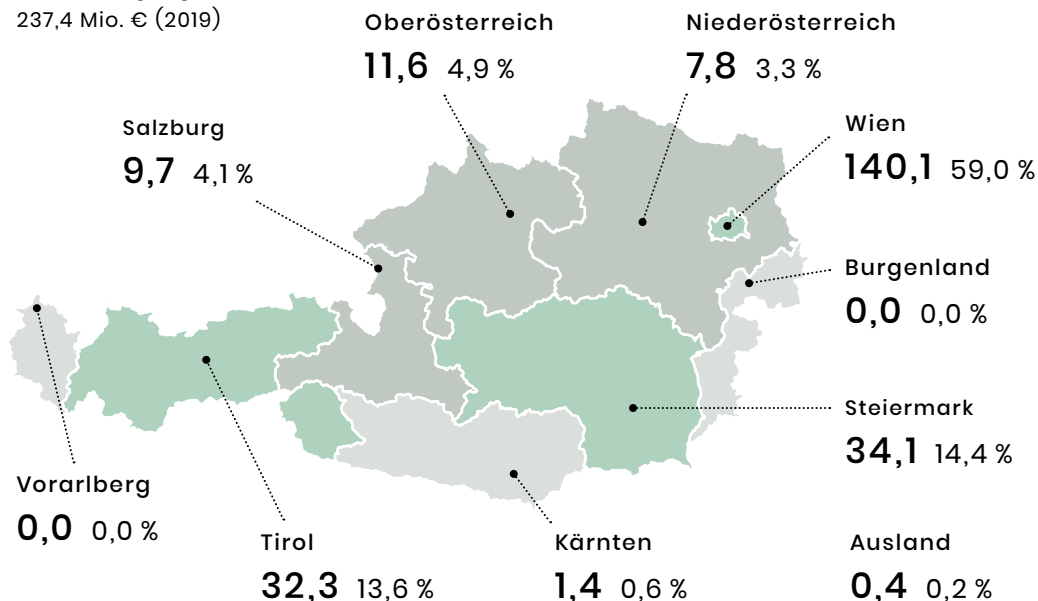 237,4 Mio. € (2019)
Oberösterreich
11,6 4,9 %
Niederösterreich
7,8 3,3 %
Salzburg
9,7 4,1 %
Wien
140,1 59,0 %
Burgenland
0,0 0,0 %
Steiermark
34,1 14,4 %
Vorarlberg
0,0 0,0 %
Tirol
32,3 13,6 %
Kärnten
1,4 0,6 %
Ausland
0,4 0,2 %